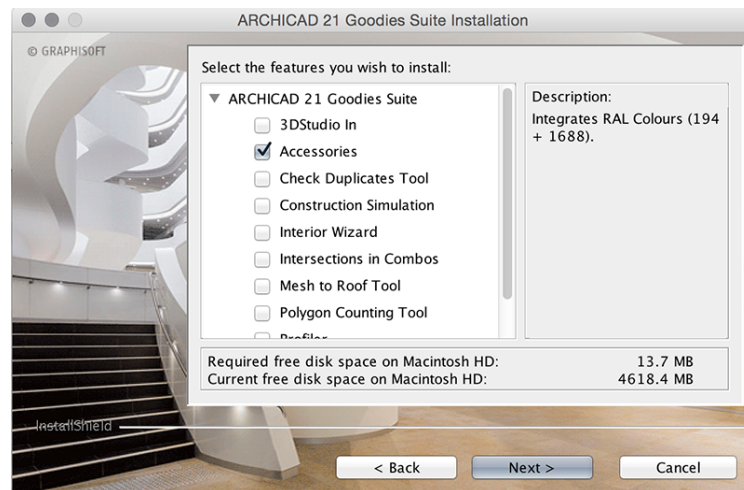 ARCHICAD 21 Goodies Suite Installation
© GRAPHISOFT
Select the features you wish to install:
ARCHICAD 21 Goodies Suite
3DStudio In
Accessories
Check Duplicates Tool
Construction Simulation
Interior Wizard
Intersections in Combos
Mesh to Roof Tool
Polygon Counting Tool
Profiler
Description:
Integrates RAL Colours (194
+ 1688).
Required free disk space on Macintosh HD: 13.7 MB
Current free disk space on Macintosh HD: 4618.4 MB
InstallShield
< Back
Next >
Cancel